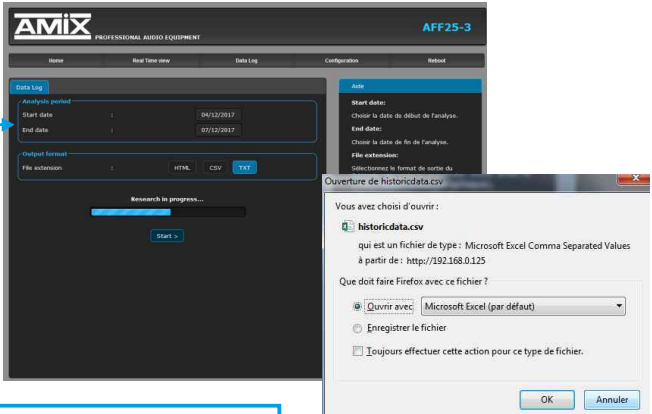 AMIX
PROFESSIONAL AUDIO EQUIPMENT
AFF25-3
Home Real Time view Data Log Configuration Reboot
Data Log
Analysis period
Start date : 04/12/2017
End date : 07/12/2017
Output format
File extension : HTML CSV TXT
Research in progress...
Start >
Aide
Start date:
Choisir la date de début de l'analyse.
End date:
Choisir la date de fin de l'analyse.
File extension:
Sélectionnez le format de sortie du
Ouverture de historicdata.csv
Vous avez choisi d'ouvrir :
historicdata.csv
qui est un fichier de type : Microsoft Excel Comma Separated Values
à partir de : http://192.168.0.125
Que doit faire Firefox avec ce fichier ?
Ouvrir avec Microsoft Excel (par défaut)
Enregistrer le fichier
Toujours effectuer cette action pour ce type de fichier.
OK Annuler